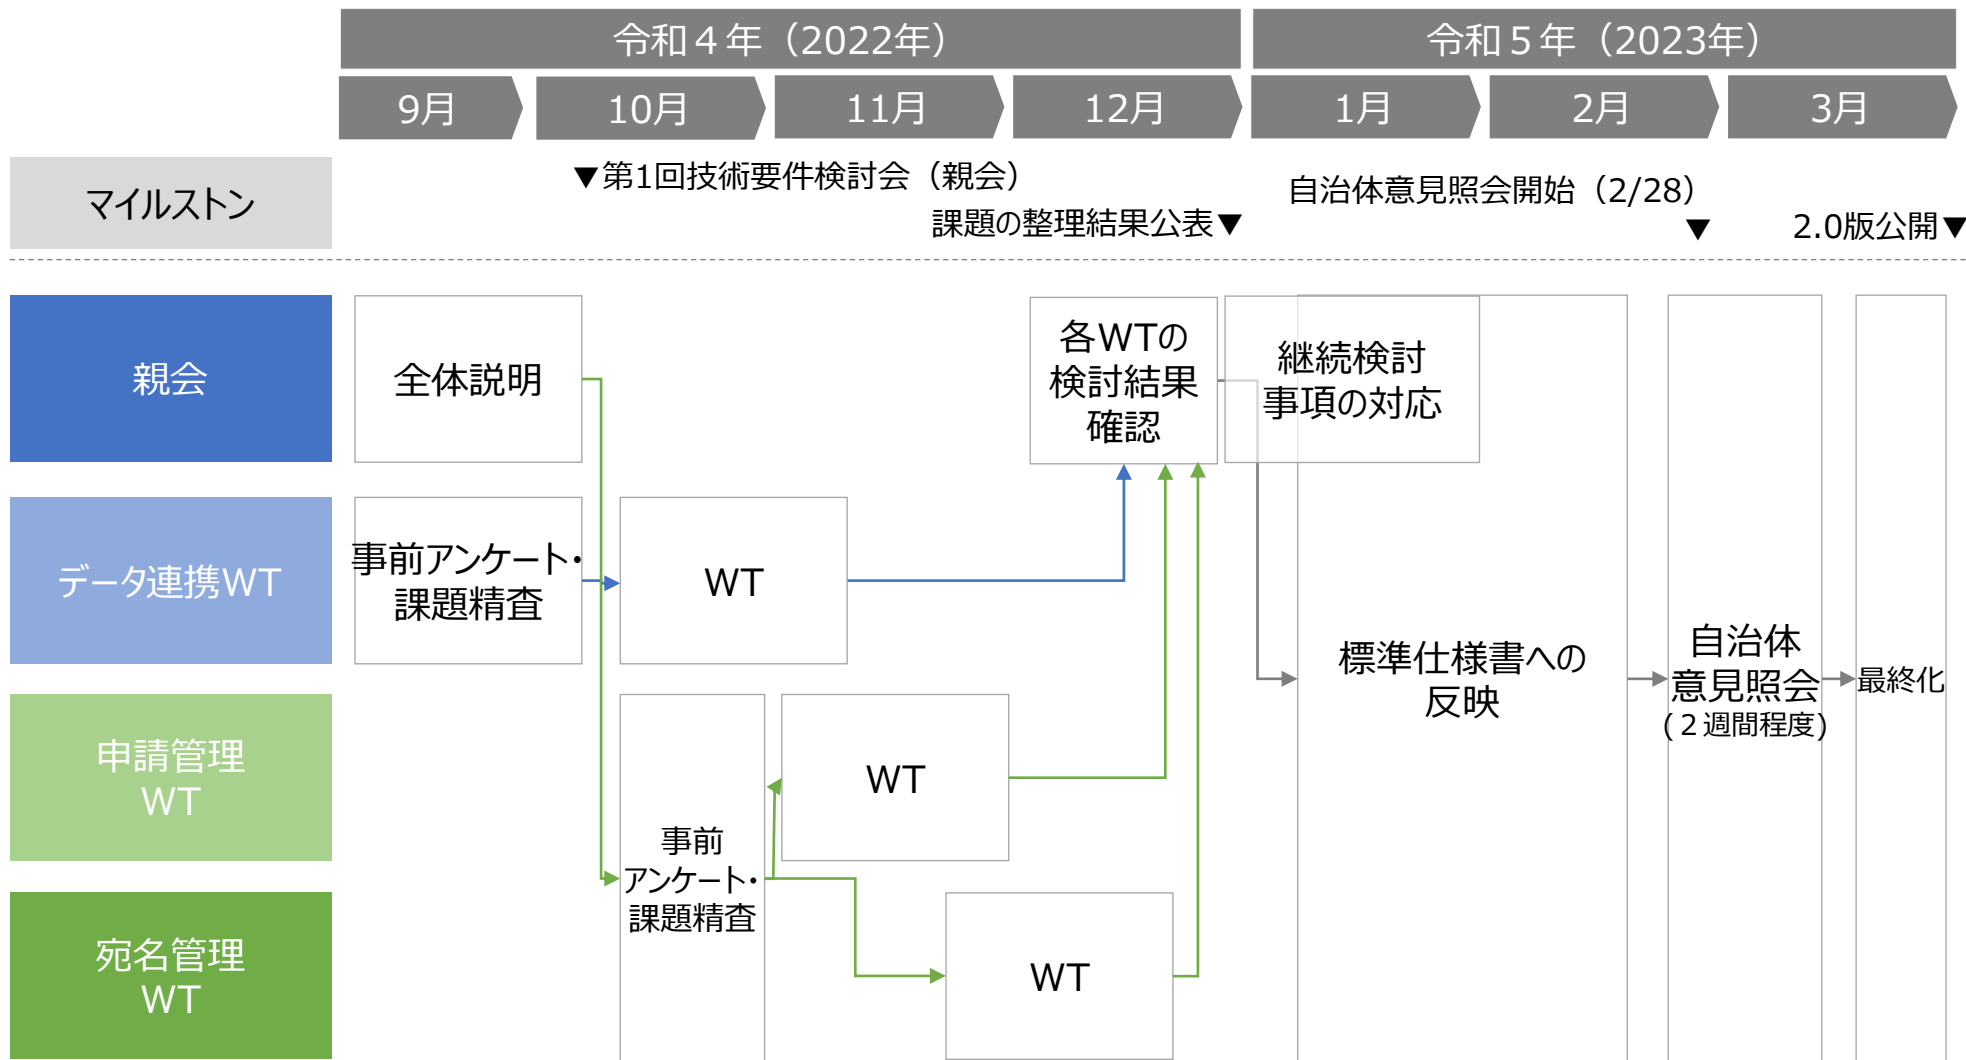 令和４年（2022年）
令和５年（2023年）
9月
10月
11月
12月
1月
2月
3月
マイルストン
▼第1回技術要件検討会（親会）
課題の整理結果公表▼
自治体意見照会開始（2/28）
▼
2.0版公開▼
親会
全体説明
各WTの
検討結果
確認
継続検討
事項の対応
データ連携WT
事前アンケート・
課題精査
WT
標準仕様書への
反映
自治体
意見照会
(２週間程度)
最終化
申請管理
WT
事前
アンケート・
課題精査
WT
宛名管理
WT
WT